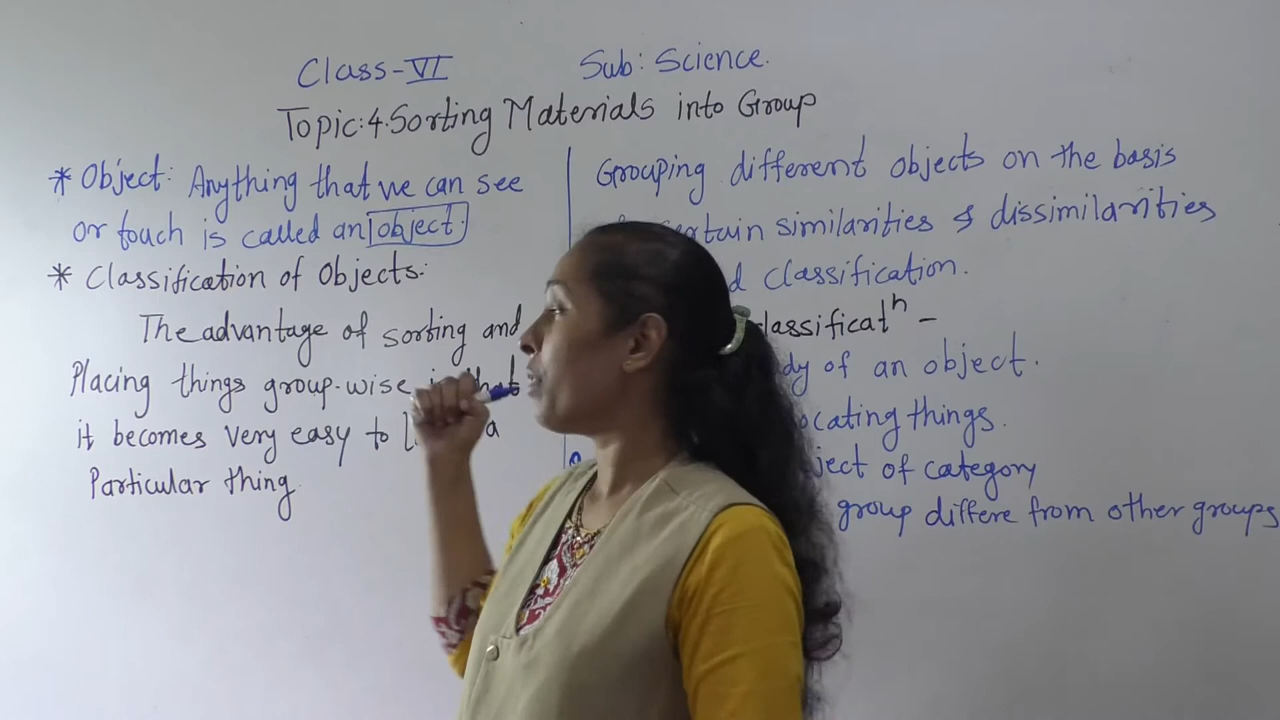 Class-VI Sub: Science.
Topic:4.Sorting Materials into Group
* Object: Anything that we can see
or touch is called an object.
* Classification of Objects:
The advantage of sorting and
Placing things group-wise is that
it becomes very easy to a
Particular thing
Grouping different objects on the basis
similarities & dissimilarities
classification.
classificatn -
of an object.
things.
of category
group differe from other groups